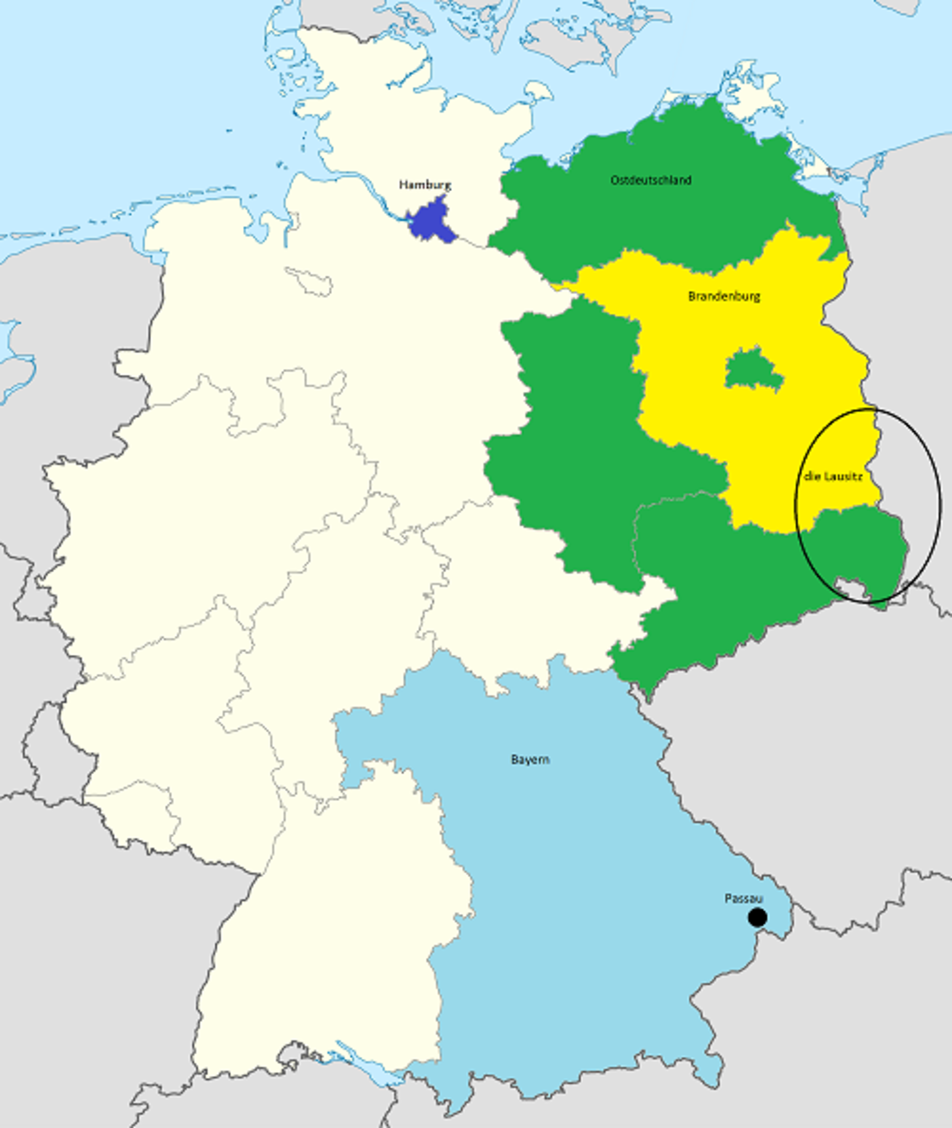 Hamburg
Ostdeutschland
Brandenburg
die Lausitz
Bayern
Passau